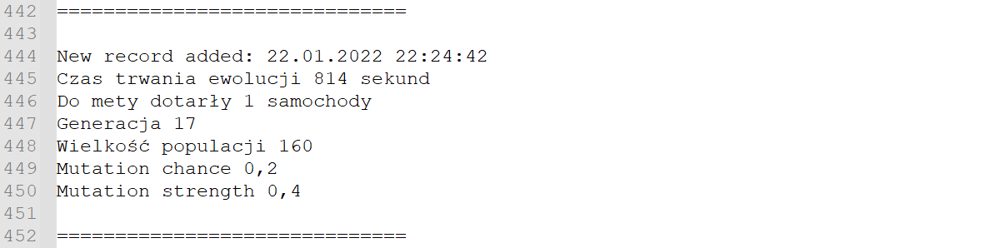 442 ==============================
443
444 New record added: 22.01.2022 22:24:42
445 Czas trwania ewolucji 814 sekund
446 Do mety dotarły 1 samochody
447 Generacja 17
448 Wielkość populacji 160
449 Mutation chance 0,2
450 Mutation strength 0,4
451
452 ==============================